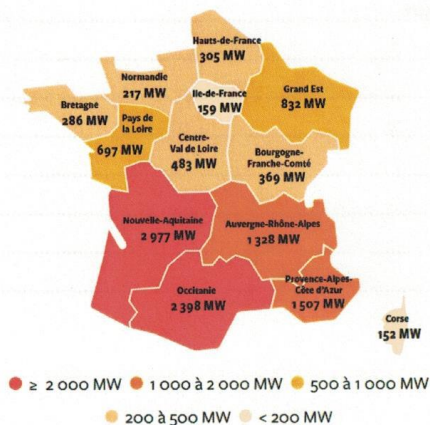 Hauts-de-France
305 MW
Normandie
217 MW
Ile-de-France
159 MW
Grand Est
832 MW
Bretagne
286 MW
Pays de
la Loire
697 MW
Centre-
Val de Loire
483 MW
Bourgogne-
Franche-Comté
369 MW
Nouvelle-Aquitaine
2 977 MW
Auvergne-Rhône-Alpes
1 328 MW
Occitanie
2 398 MW
Provence-Alpes-
Côte d'Azur
1 507 MW
Corse
152 MW
≥ 2 000 MW 1 000 à 2 000 MW 500 à 1 000 MW
200 à 500 MW < 200 MW